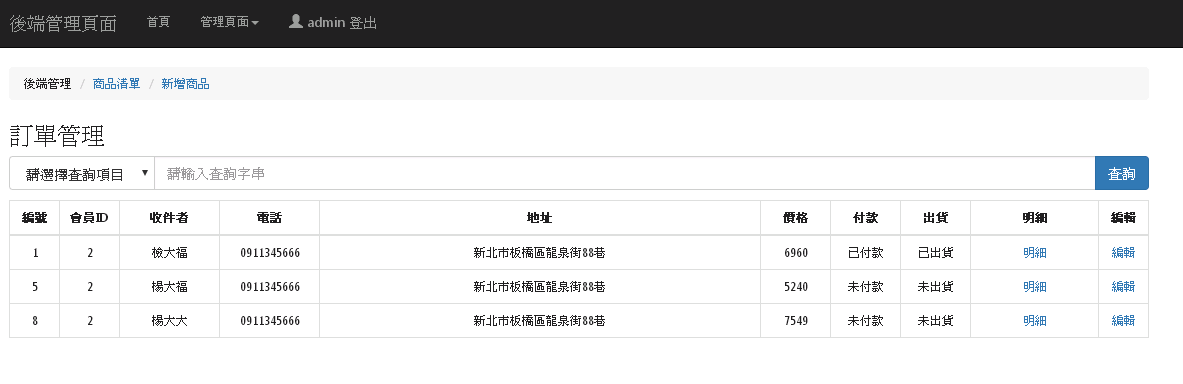 後端管理頁面 首頁 管理頁面 admin 登出
後端管理 / 商品清單 / 新增商品
訂單管理
請選擇查詢項目 請輸入查詢字串 查詢
編號 會員ID 收件者 電話 地址 價格 付款 出貨 明細 編輯
1 2 檢大福 0911345666 新北市板橋區龍泉街88巷 6960 已付款 已出貨 明細 編輯
5 2 楊大福 0911345666 新北市板橋區龍泉街88巷 5240 未付款 未出貨 明細 編輯
8 2 楊大大 0911345666 新北市板橋區龍泉街88巷 7549 未付款 未出貨 明細 編輯